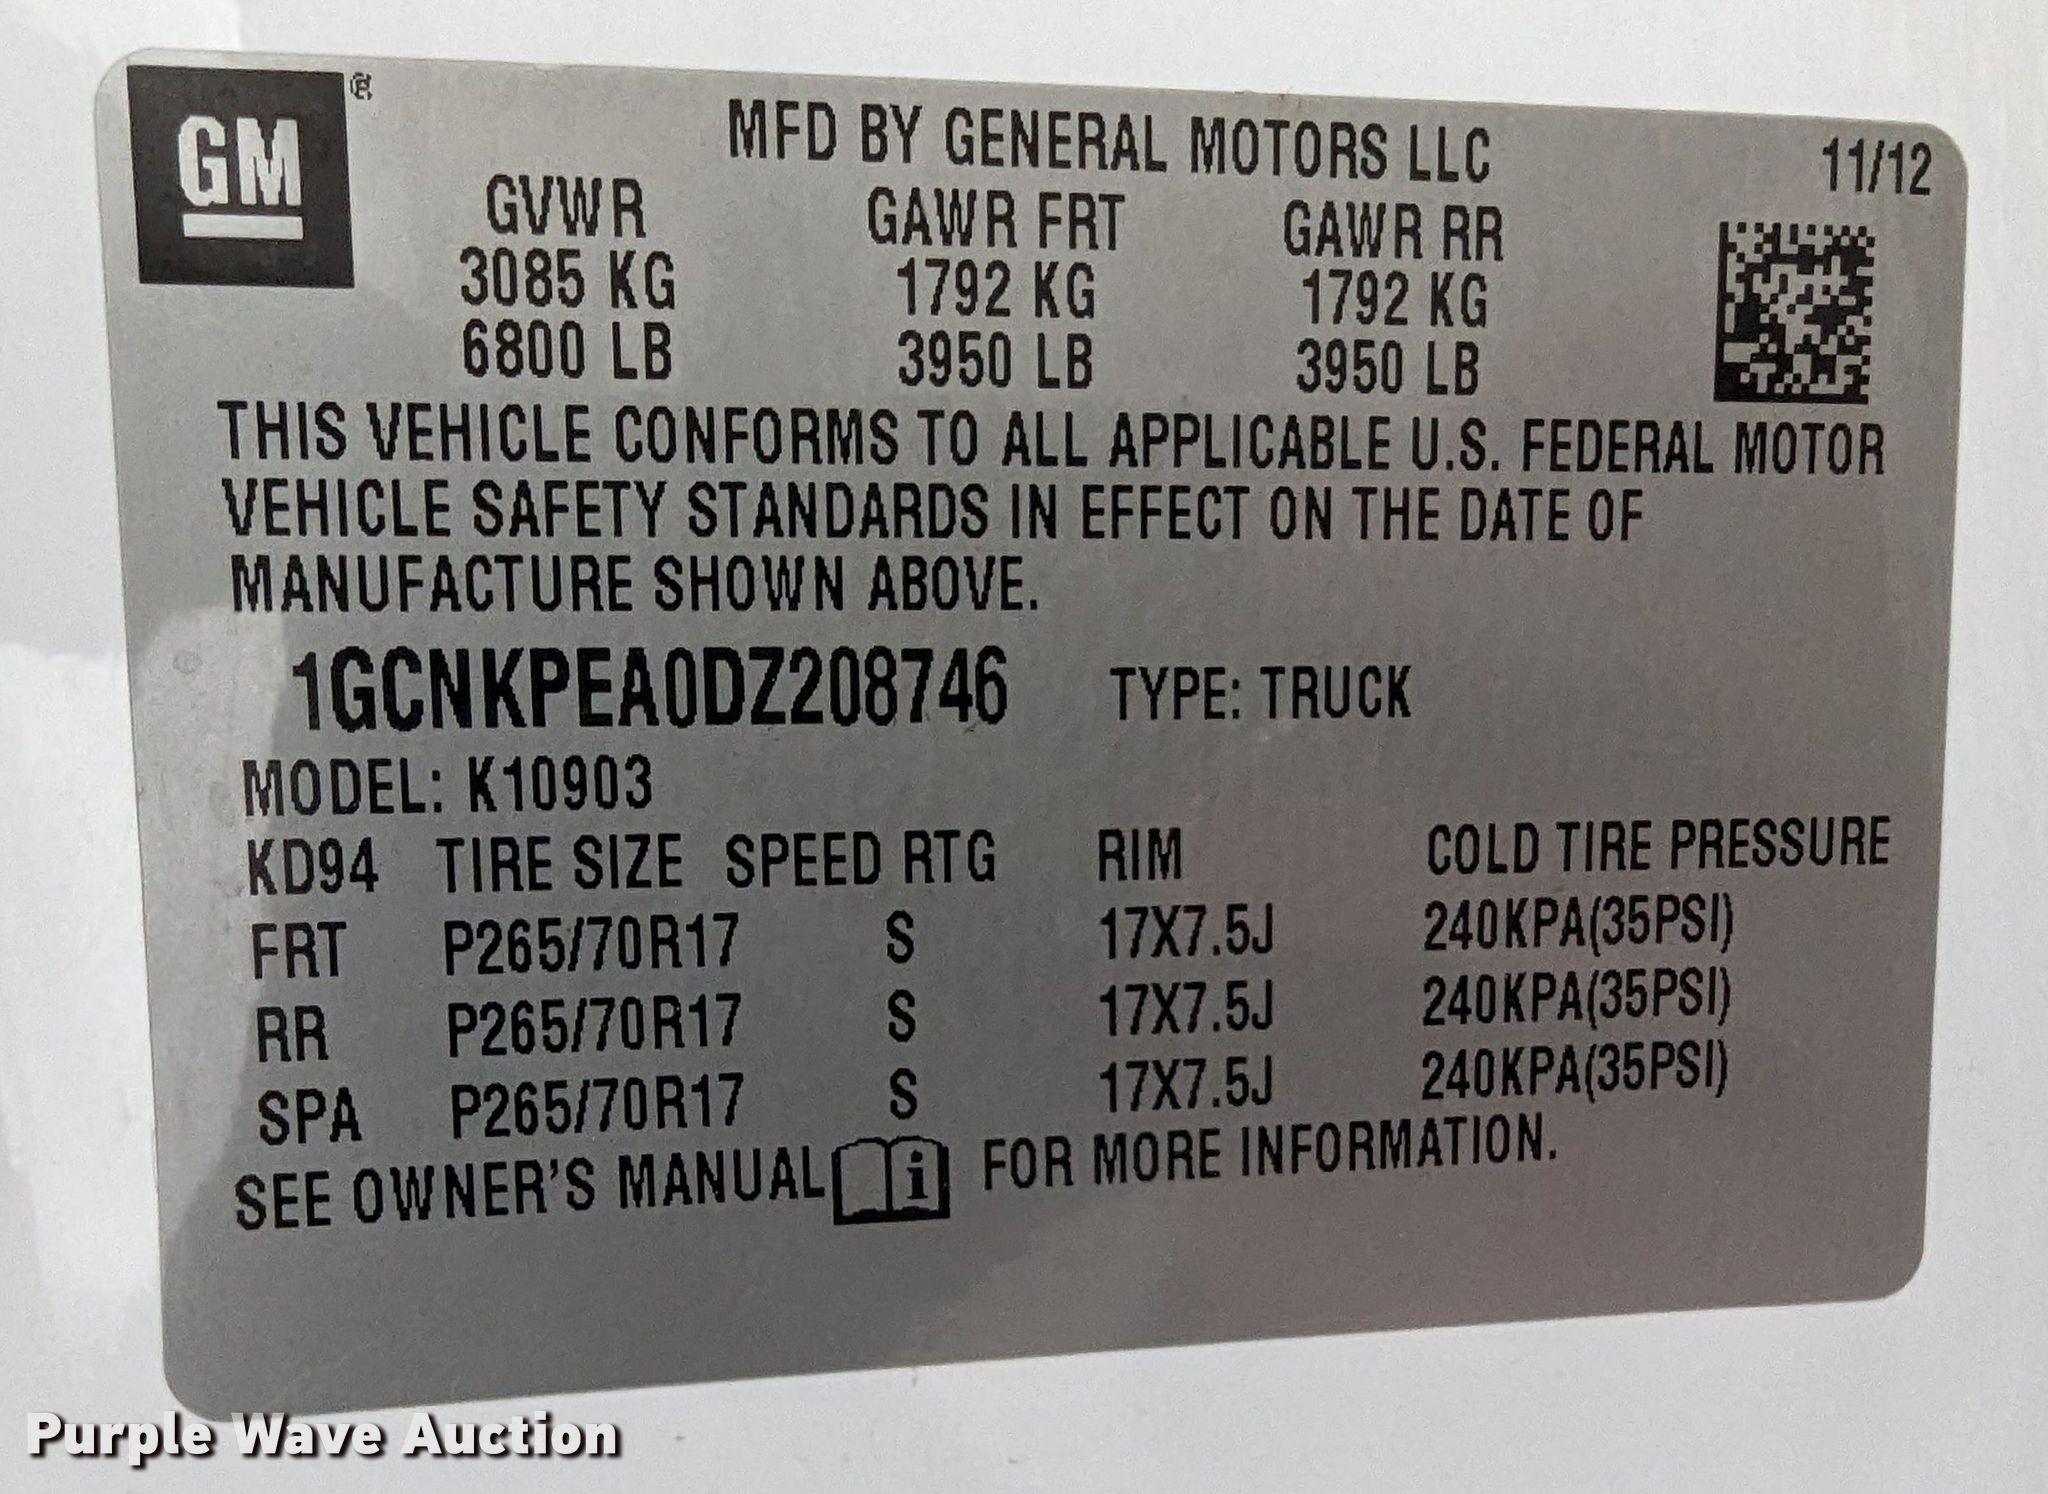 GM®
MFD BY GENERAL MOTORS LLC 11/12
GVWR GAWR FRT GAWR RR
3085 KG 1792 KG 1792 KG
6800 LB 3950 LB 3950 LB
THIS VEHICLE CONFORMS TO ALL APPLICABLE U.S. FEDERAL MOTOR
VEHICLE SAFETY STANDARDS IN EFFECT ON THE DATE OF
MANUFACTURE SHOWN ABOVE.
1GCNKPEA0DZ208746 TYPE: TRUCK
MODEL: K10903
KD94 TIRE SIZE SPEED RTG RIM COLD TIRE PRESSURE
FRT P265/70R17 S 17X7.5J 240KPA(35PSI)
RR P265/70R17 S 17X7.5J 240KPA(35PSI)
SPA P265/70R17 S 17X7.5J 240KPA(35PSI)
SEE OWNER'S MANUAL i FOR MORE INFORMATION.
Purple Wave Auction